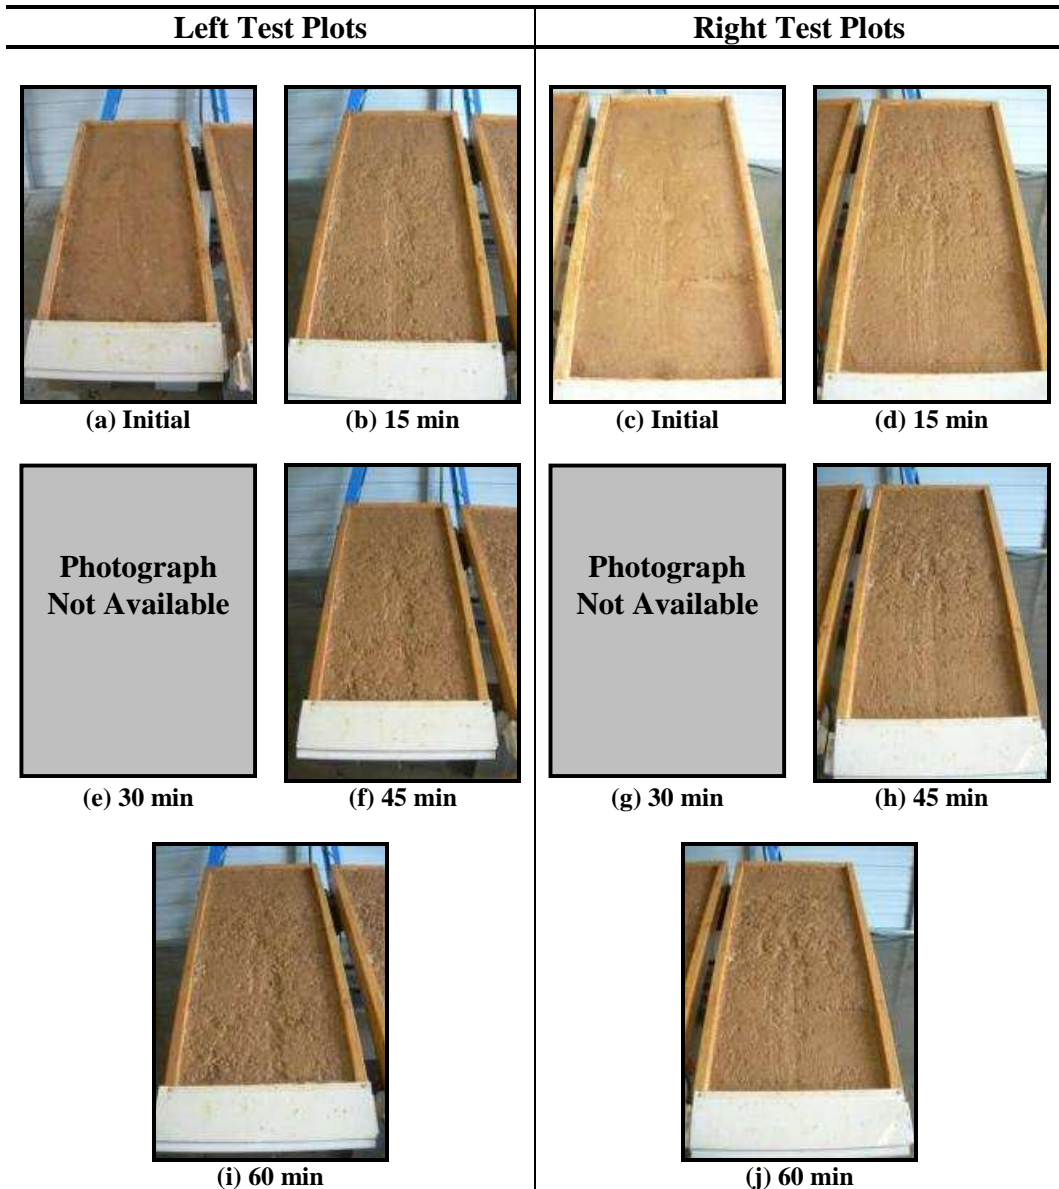 Left Test Plots
Right Test Plots
(a) Initial
(b) 15 min
(c) Initial
(d) 15 min
Photograph
Not Available
Photograph
Not Available
(e) 30 min
(f) 45 min
(g) 30 min
(h) 45 min
(i) 60 min
(j) 60 min